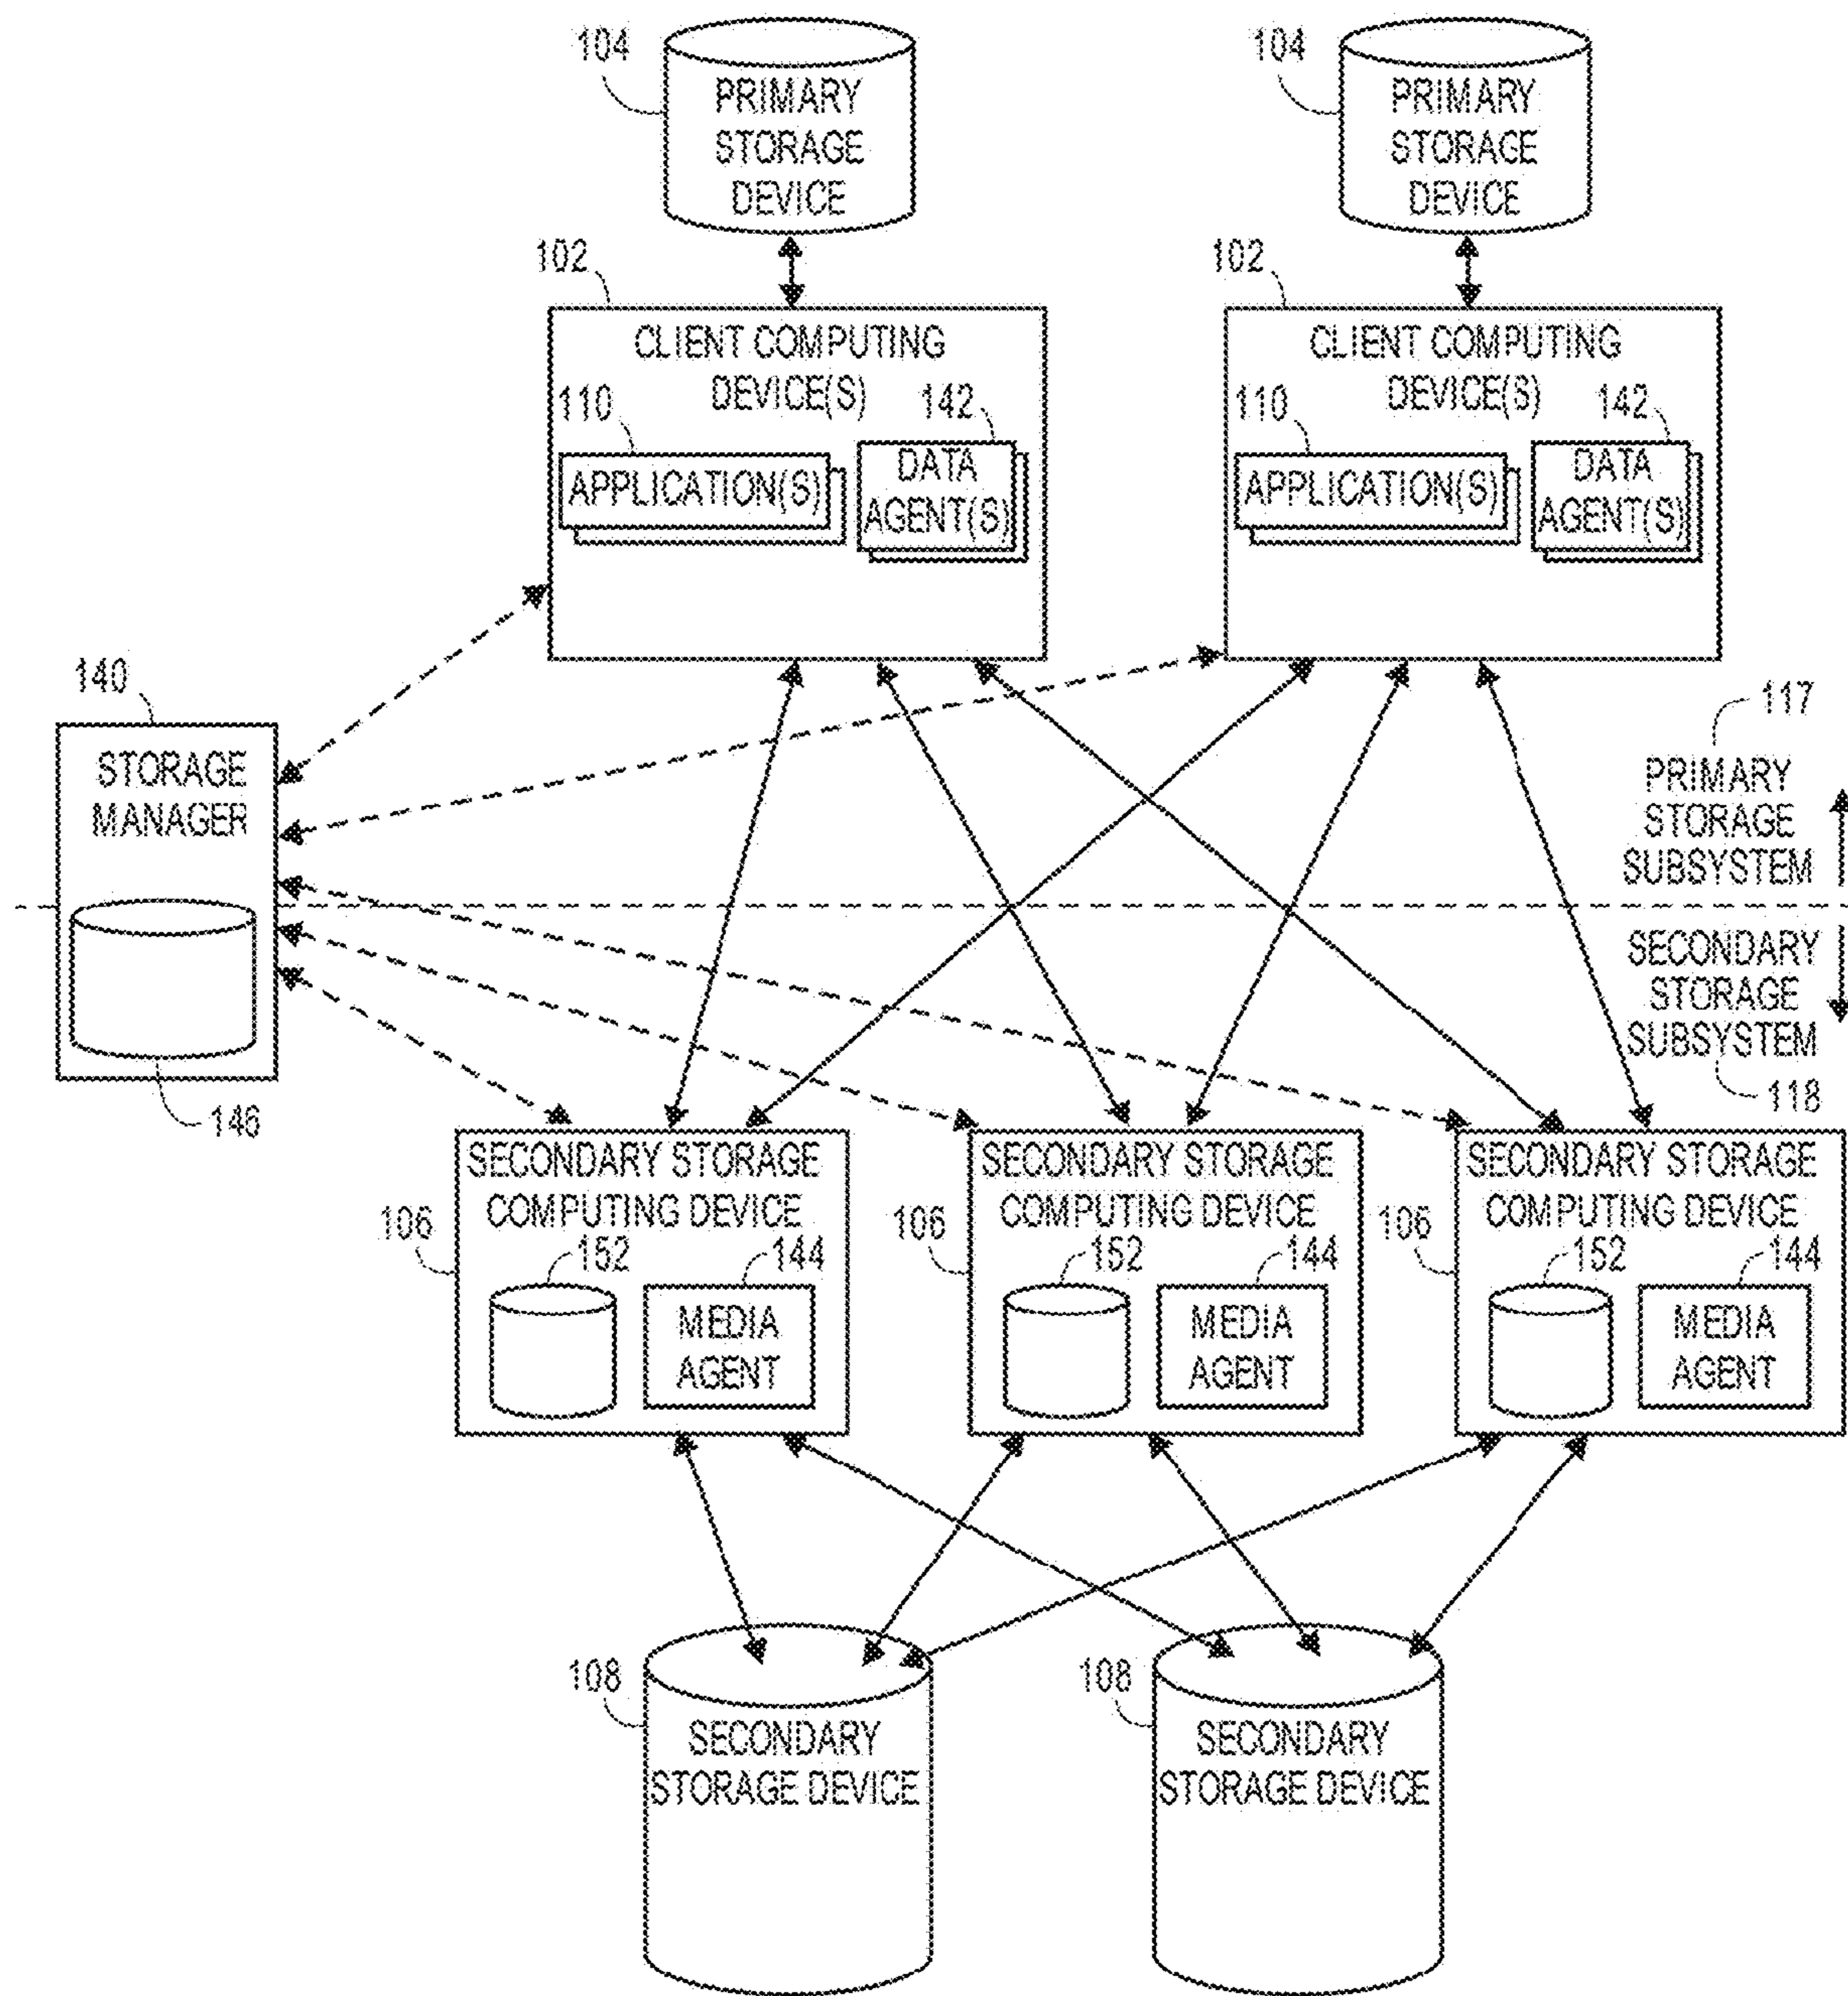 104
PRIMARY
STORAGE
DEVICE
104
PRIMARY
STORAGE
DEVICE
102
CLIENT COMPUTING
DEVICE(S)
110
142
APPLICATION(S)
DATA
AGENT(S)
102
CLIENT COMPUTING
DEVICE(S)
110
142
APPLICATION(S)
DATA
AGENT(S)
140
STORAGE
MANAGER
146
117
PRIMARY
STORAGE
SUBSYSTEM
SECONDARY
STORAGE
SUBSYSTEM
118
SECONDARY STORAGE
COMPUTING DEVICE
106
152
144
MEDIA
AGENT
SECONDARY STORAGE
COMPUTING DEVICE
106
152
144
MEDIA
AGENT
SECONDARY STORAGE
COMPUTING DEVICE
106
152
144
MEDIA
AGENT
108
SECONDARY
STORAGE DEVICE
108
SECONDARY
STORAGE DEVICE